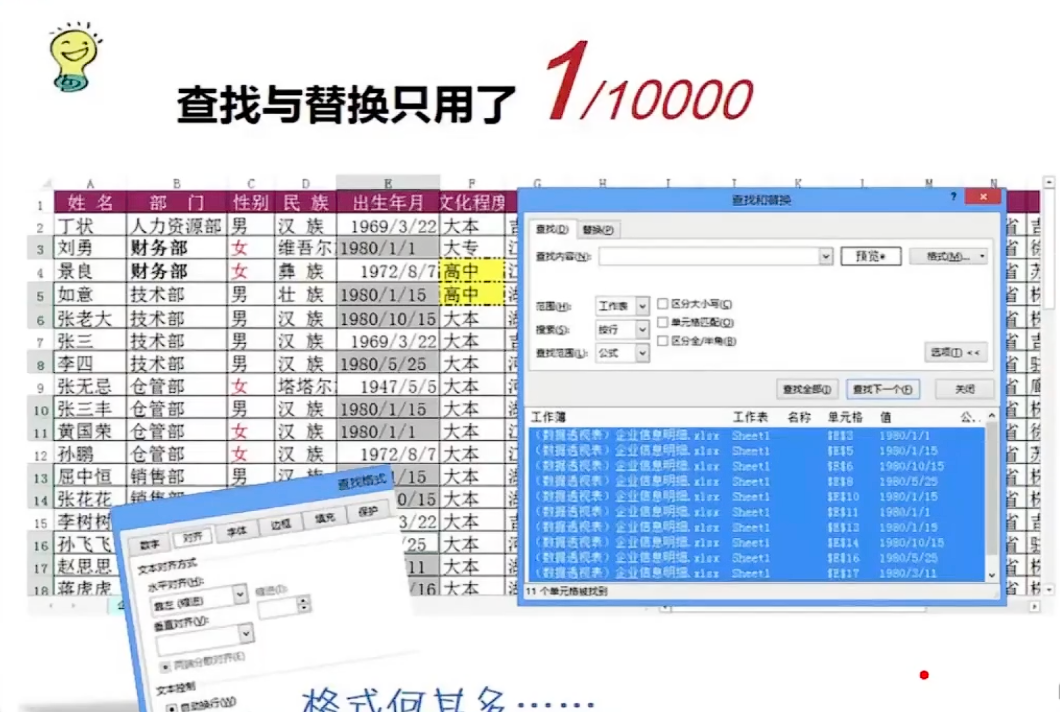 查找与替换只用了 1/10000
A B C D E F G H I J K L M N
1 姓 名 部 门 性别 民 族 出生年月 文化程度
2 丁状 人力资源部 男 汉 族 1969/3/22 大本
3 刘勇 财务部 女 维吾尔 1980/1/1 大专
4 景良 财务部 女 彝 族 1972/8/7 高中
5 如意 技术部 男 壮 族 1980/1/15 高中
6 张老大 技术部 男 汉 族 1980/10/15 大本
7 张三 技术部 男 汉 族 1969/3/22 大本
8 李四 技术部 男 汉 族 1980/5/25 大本
9 张无忌 仓管部 女 塔塔尔 1947/5/5 大本
10 张三丰 仓管部 男 汉 族 1980/1/15 大本
11 黄国荣 仓管部 女 汉 族 1980/1/1 大本
12 孙鹏 仓管部 女 汉 族 1972/8/7 大本
13 屈中恒 销售部 男 汉 族 /15 大本
14 张花花 销售部 0/15 大本
15 李树树 3/22 大本
16 孙飞飞 /25 大本
17 赵思思 /11 大本
18 蒋虎虎 /16 大本
查找和替换
? ×
查找(D) 替换(P)
查找内容(N): 预览* 格式(M)...
范围(H): 工作表 区分大小写(C)
搜索(S): 按行 单元格匹配(O)
查找范围(L): 公式 区分全/半角(B)
选项(T) <<
查找全部(I) 查找下一个(F) 关闭
工作簿 工作表 名称 单元格 值 公..
(数据透视表)企业信息明细.xlsx Sheet1 $E$3 1980/1/1
(数据透视表)企业信息明细.xlsx Sheet1 $E$5 1980/1/15
(数据透视表)企业信息明细.xlsx Sheet1 $E$6 1980/10/15
(数据透视表)企业信息明细.xlsx Sheet1 $E$8 1980/5/25
(数据透视表)企业信息明细.xlsx Sheet1 $E$10 1980/1/15
(数据透视表)企业信息明细.xlsx Sheet1 $E$11 1980/1/1
(数据透视表)企业信息明细.xlsx Sheet1 $E$13 1980/1/15
(数据透视表)企业信息明细.xlsx Sheet1 $E$14 1980/10/15
(数据透视表)企业信息明细.xlsx Sheet1 $E$16 1980/5/25
(数据透视表)企业信息明细.xlsx Sheet1 $E$17 1980/3/11
11 个单元格被找到
查找格式
数字 对齐 字体 边框 填充 保护
文本对齐方式
水平对齐(H):
靠左(缩进) 缩进(I):
垂直对齐(V):
两端分散对齐(E)
文本控制
自动换行(W)
格式何其多……